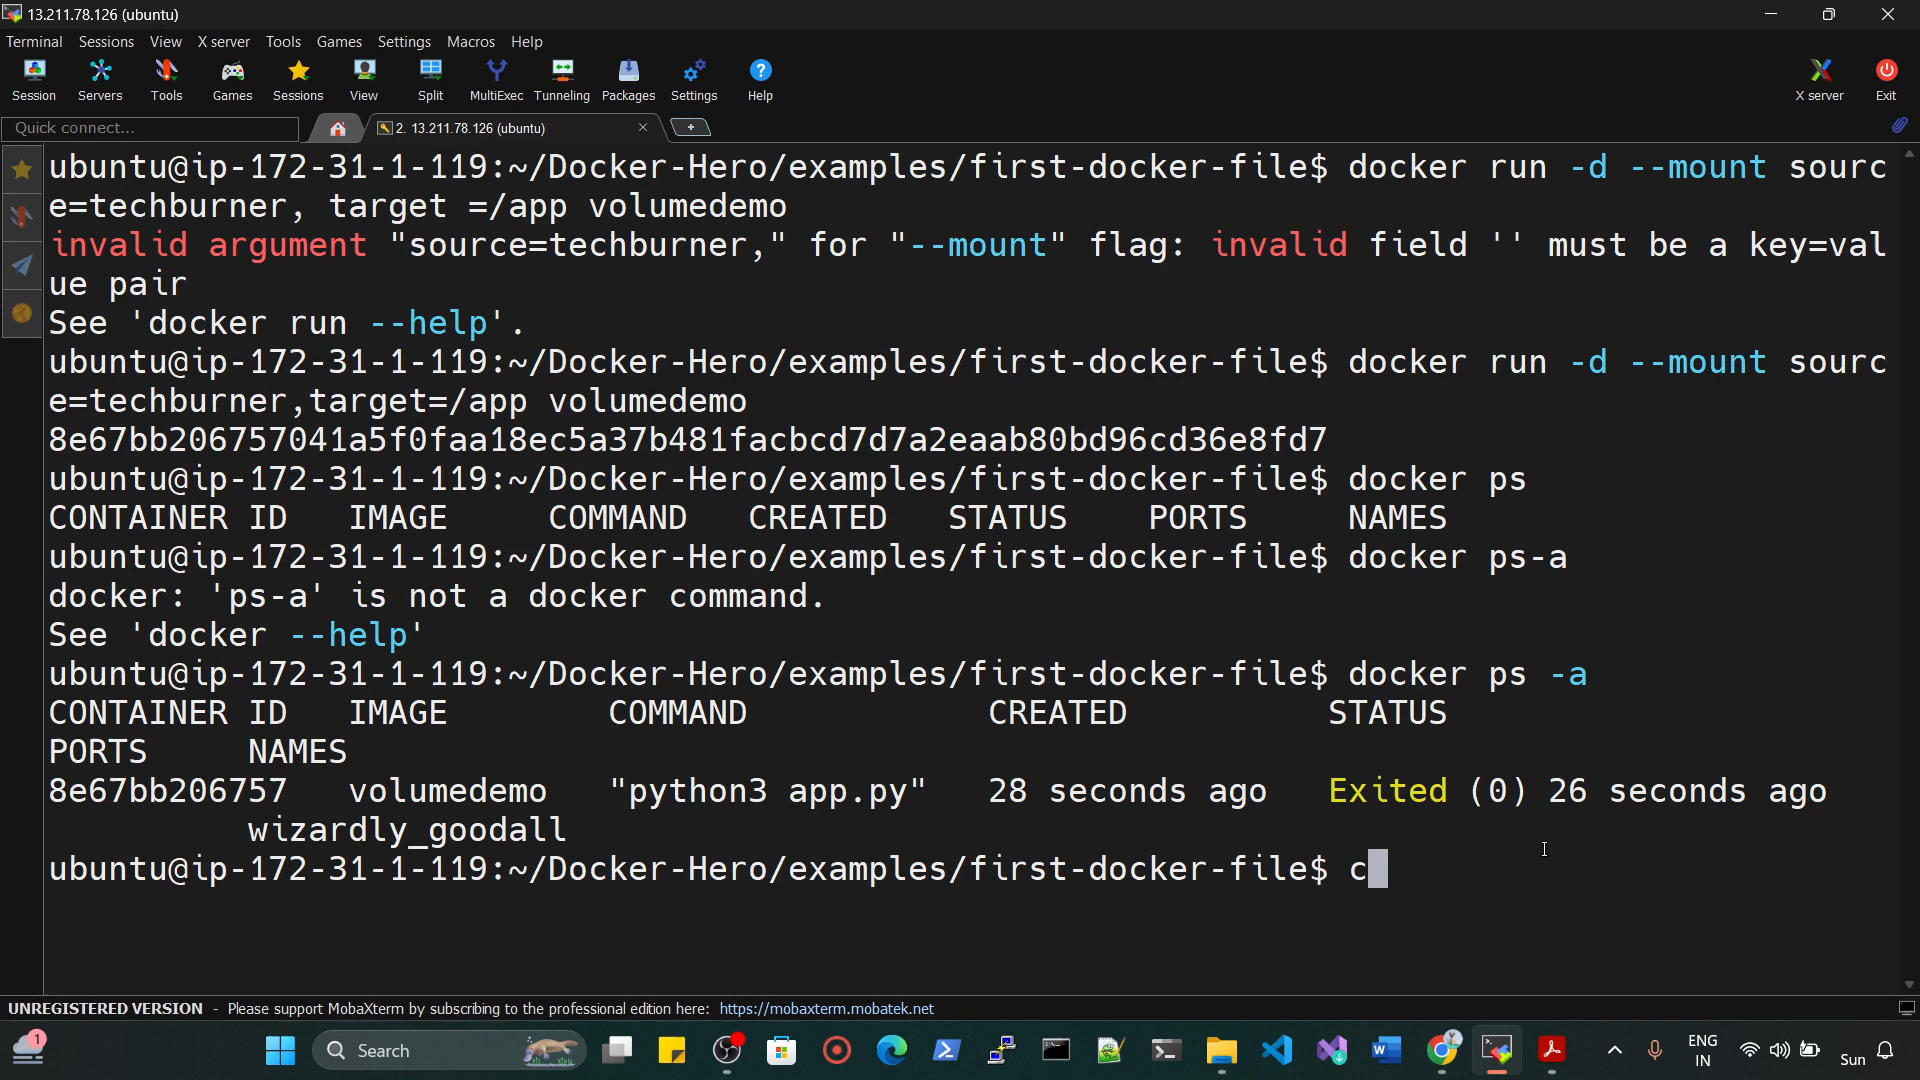 13.211.78.126 (ubuntu)
Terminal Sessions View X server Tools Games Settings Macros Help
Session Servers Tools Games Sessions View Split MultiExec Tunneling Packages Settings Help X server Exit
Quick connect... 2. 13.211.78.126 (ubuntu)
ubuntu@ip-172-31-1-119:~/Docker-Hero/examples/first-docker-file$ docker run -d --mount sourc
e=techburner, target =/app volumedemo
invalid argument "source=techburner," for "--mount" flag: invalid field '' must be a key=val
ue pair
See 'docker run --help'.
ubuntu@ip-172-31-1-119:~/Docker-Hero/examples/first-docker-file$ docker run -d --mount sourc
e=techburner,target=/app volumedemo
8e67bb206757041a5f0faa18ec5a37b481facbcd7d7a2eaab80bd96cd36e8fd7
ubuntu@ip-172-31-1-119:~/Docker-Hero/examples/first-docker-file$ docker ps
CONTAINER ID IMAGE COMMAND CREATED STATUS PORTS NAMES
ubuntu@ip-172-31-1-119:~/Docker-Hero/examples/first-docker-file$ docker ps-a
docker: 'ps-a' is not a docker command.
See 'docker --help'
ubuntu@ip-172-31-1-119:~/Docker-Hero/examples/first-docker-file$ docker ps -a
CONTAINER ID IMAGE COMMAND CREATED STATUS
PORTS NAMES
8e67bb206757 volumedemo "python3 app.py" 28 seconds ago Exited (0) 26 seconds ago
wizardly_goodall
ubuntu@ip-172-31-1-119:~/Docker-Hero/examples/first-docker-file$ c
UNREGISTERED VERSION - Please support MobaXterm by subscribing to the professional edition here: https://mobaxterm.mobatek.net
1 Search ENG Sun
IN